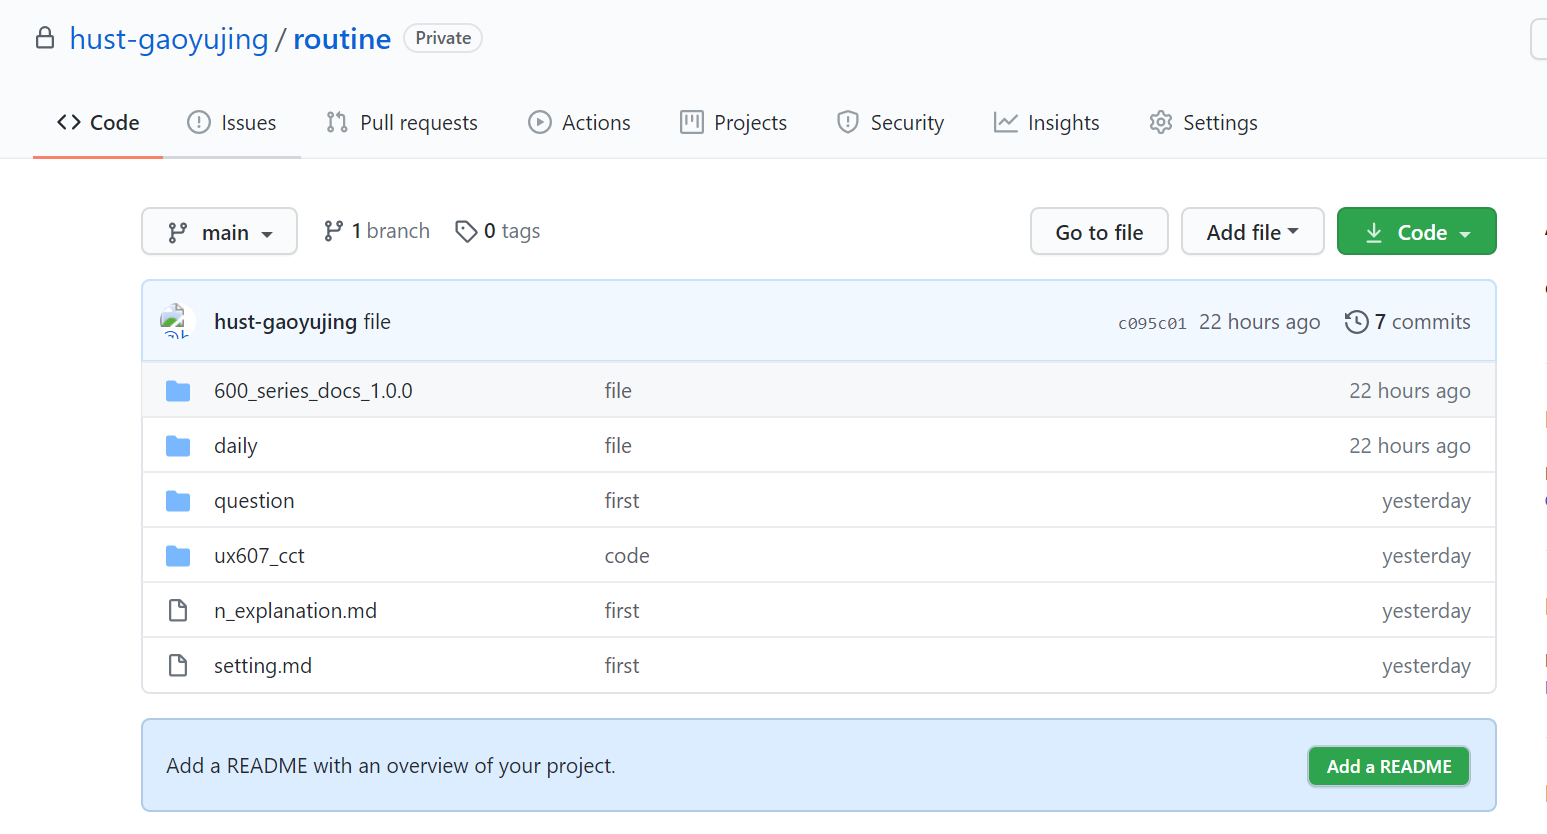 hust-gaoyujing / routine Private
Code Issues Pull requests Actions Projects Security Insights Settings
main 1 branch 0 tags Go to file Add file Code
hust-gaoyujing file c095c01 22 hours ago 7 commits
600_series_docs_1.0.0 file 22 hours ago
daily file 22 hours ago
question first yesterday
ux607_cct code yesterday
n_explanation.md first yesterday
setting.md first yesterday
Add a README with an overview of your project. Add a README